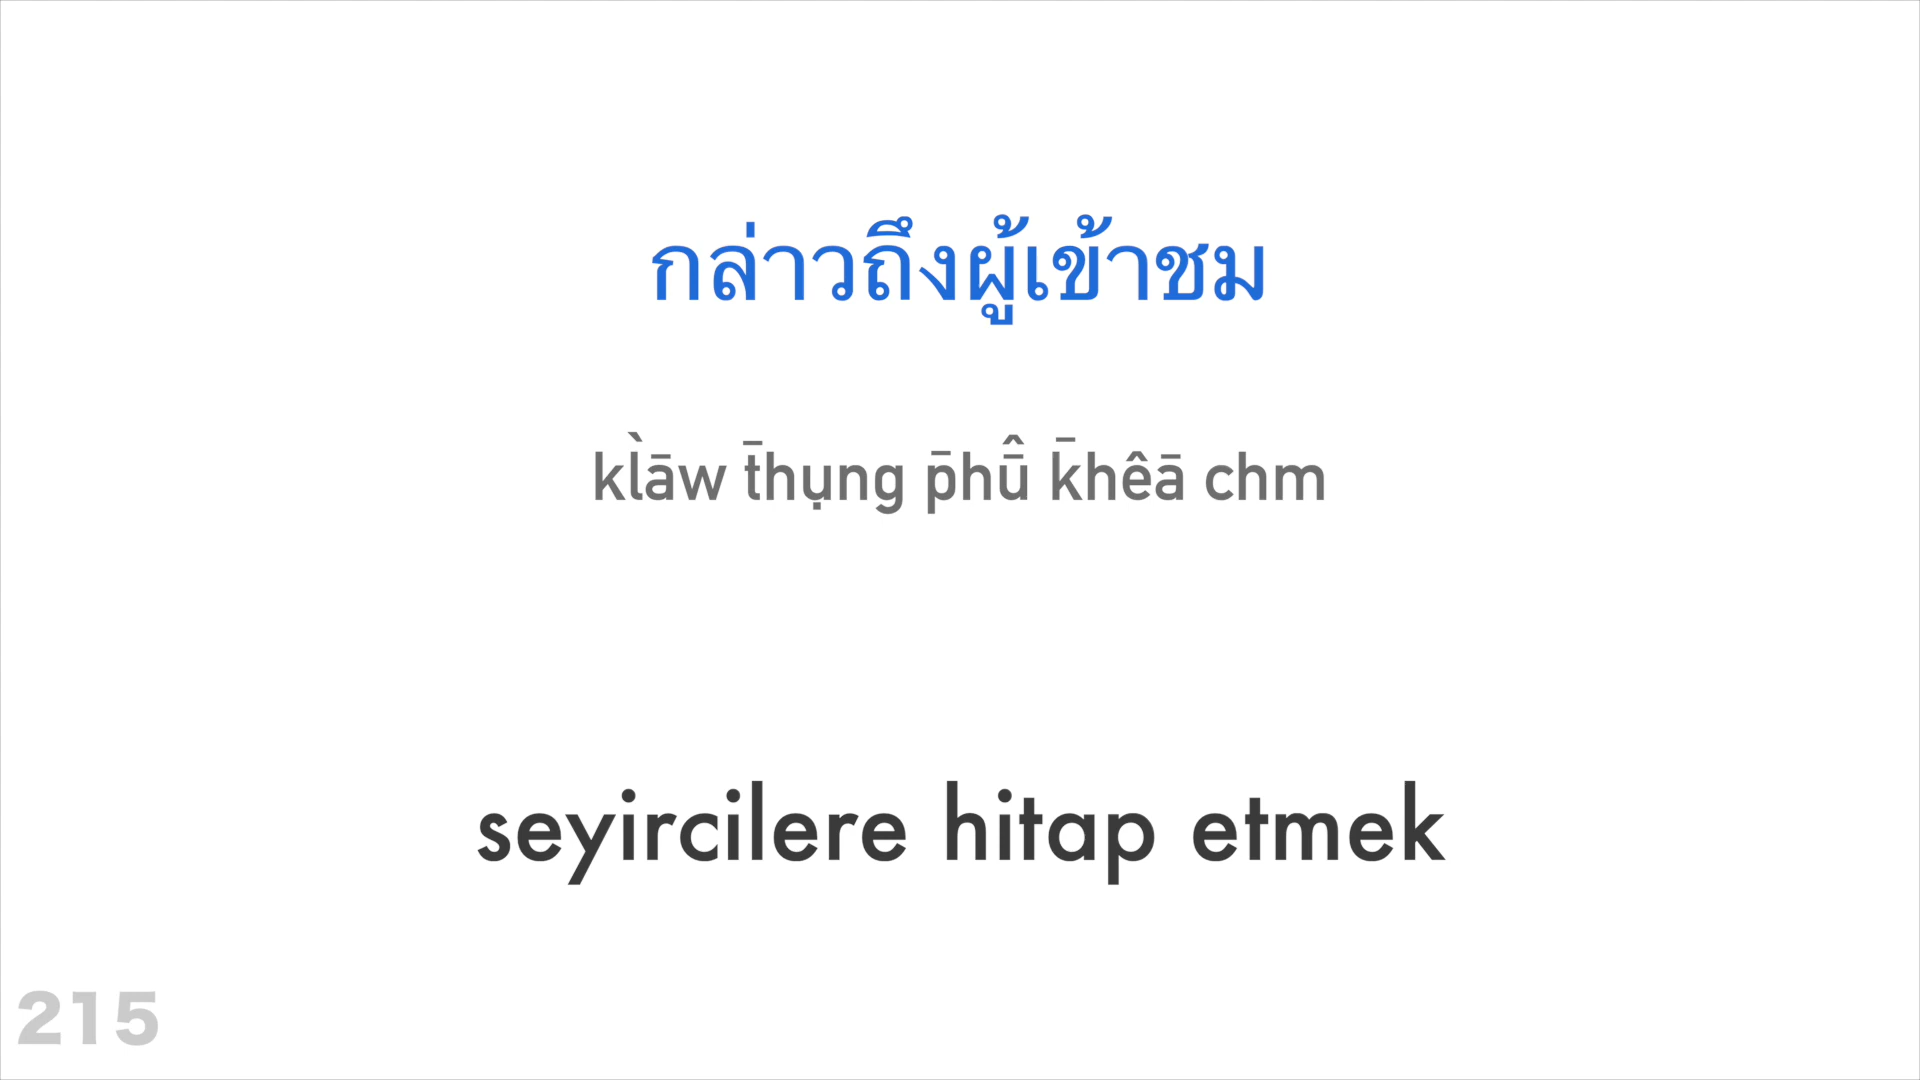 กล่าวถึงผู้เข้าชม
kl̀āw t̄hụng p̄hū̂ k̄hêā chm
seyircilere hitap etmek
215